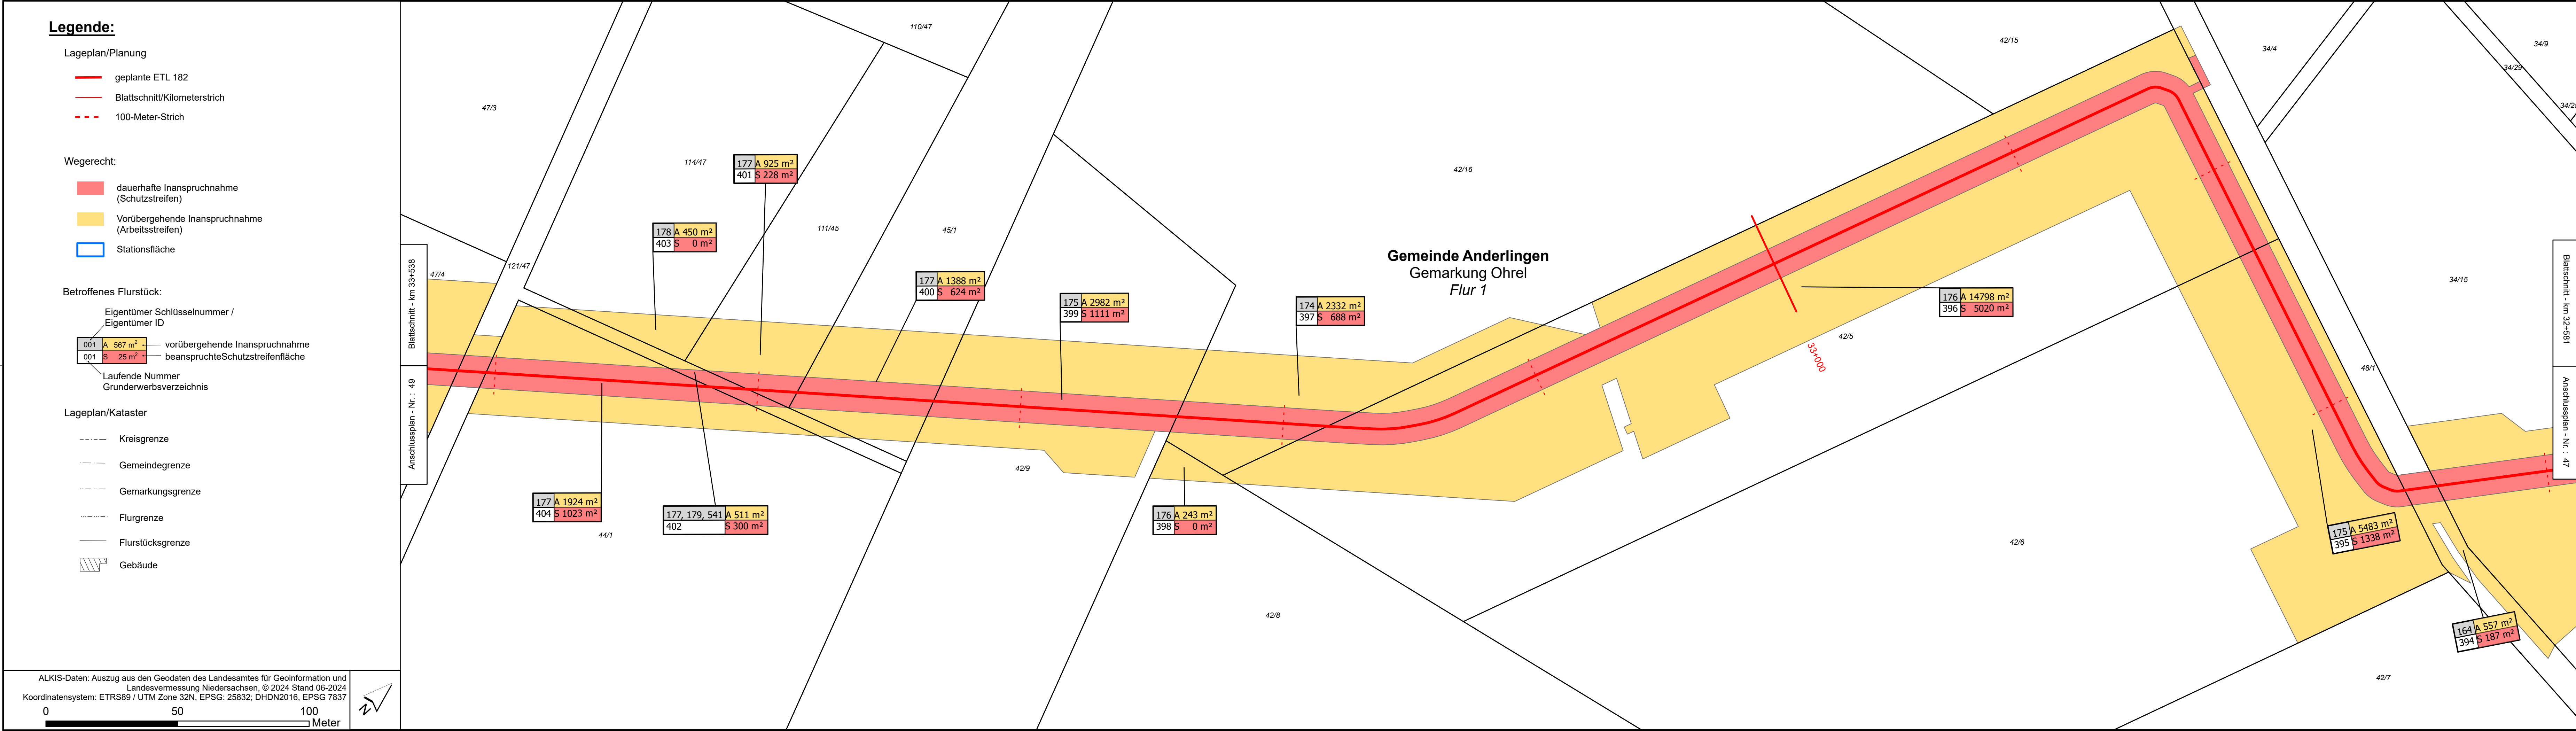 Legende:
Lageplan/Planung
geplante ETL 182
Blattschnitt/Kilometerstrich
100-Meter-Strich
Wegerecht:
dauerhafte Inanspruchnahme
(Schutzstreifen)
Vorübergehende Inanspruchnahme
(Arbeitsstreifen)
Stationsfläche
Betroffenes Flurstück:
Eigentümer Schlüsselnummer /
Eigentümer ID
001 A 567 m² vorübergehende Inanspruchnahme
001 S 25 m² beanspruchteSchutzstreifenfläche
Laufende Nummer
Grunderwerbsverzeichnis
Lageplan/Kataster
Kreisgrenze
Gemeindegrenze
Gemarkungsgrenze
Flurgrenze
Flurstücksgrenze
Gebäude
ALKIS-Daten: Auszug aus den Geodaten des Landesamtes für Geoinformation und
Landesvermessung Niedersachsen, © 2024 Stand 06-2024
Koordinatensystem: ETRS89 / UTM Zone 32N, EPSG: 25832; DHDN2016, EPSG 7837
0 50 100
Meter
N
Blattschnitt - km 33+538
Anschlussplan - Nr. : 49
47/3
47/4
121/47
114/47
110/47
111/45
45/1
44/1
42/9
42/16
42/15
42/5
42/6
42/8
42/7
48/1
34/4
34/9
34/29
34/15
177 A 925 m²
401 S 228 m²
178 A 450 m²
403 S 0 m²
177 A 1388 m²
400 S 624 m²
175 A 2982 m²
399 S 1111 m²
174 A 2332 m²
397 S 688 m²
177 A 1924 m²
404 S 1023 m²
177, 179, 541 A 511 m²
402 S 300 m²
176 A 243 m²
398 S 0 m²
Gemeinde Anderlingen
Gemarkung Ohrel
Flur 1
33+000
176 A 14798 m²
396 S 5020 m²
175 A 5483 m²
395 S 1338 m²
164 A 557 m²
394 S 187 m²
Blattschnitt - km 32+581
Anschlussplan - Nr. : 47